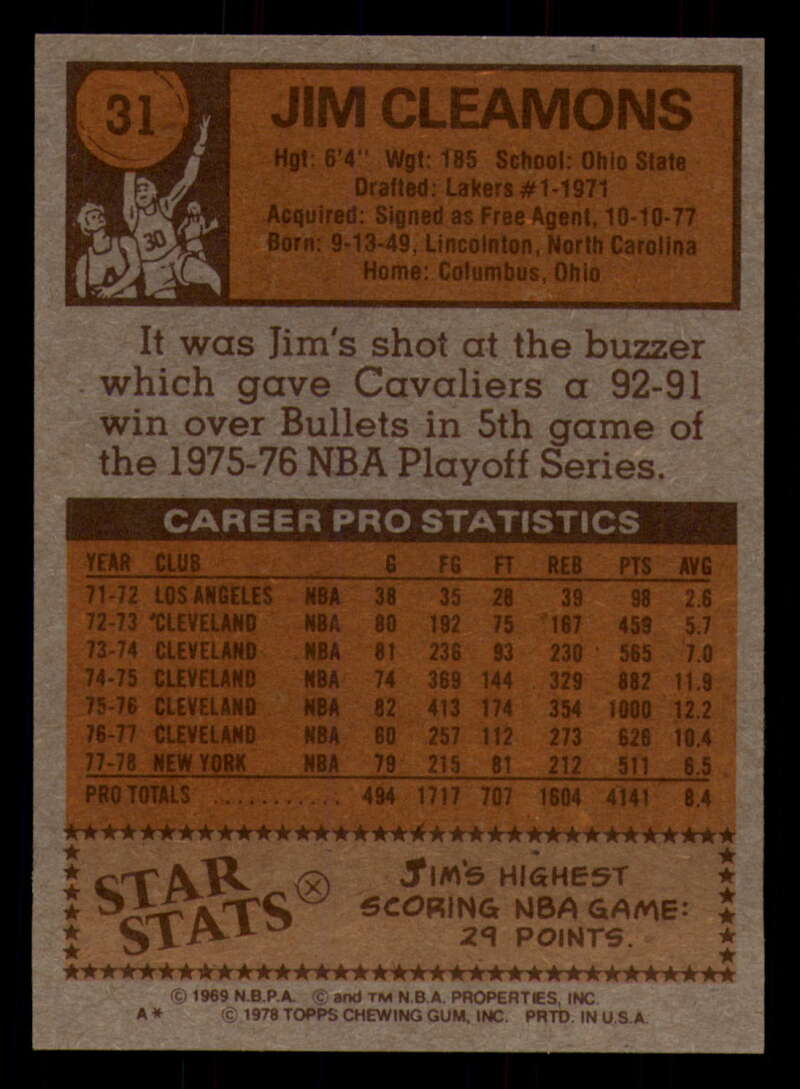 31
30
JIM CLEAMONS
Hgt: 6'4" Wgt: 185 School: Ohio State
Drafted: Lakers #1-1971
Acquired: Signed as Free Agent, 10-10-77
Born: 9-13-49, Lincolnton, North Carolina
Home: Columbus, Ohio
It was Jim's shot at the buzzer
which gave Cavaliers a 92-91
win over Bullets in 5th game of
the 1975-76 NBA Playoff Series.
CAREER PRO STATISTICS
YEAR CLUB G FG FT REB PTS AVG
71-72 LOS ANGELES NBA 38 35 28 39 98 2.6
72-73 CLEVELAND NBA 80 192 75 167 459 5.7
73-74 CLEVELAND NBA 81 236 93 230 565 7.0
74-75 CLEVELAND NBA 74 369 144 329 882 11.9
75-76 CLEVELAND NBA 82 413 174 354 1000 12.2
76-77 CLEVELAND NBA 60 257 112 273 626 10.4
77-78 NEW YORK NBA 79 215 81 212 511 6.5
PRO TOTALS ............ 494 1717 707 1604 4141 8.4
STAR
STATS
JIM'S HIGHEST
SCORING NBA GAME:
29 POINTS.
© 1969 N.B.P.A. © and TM N.B.A. PROPERTIES, INC.
A* © 1978 TOPPS CHEWING GUM, INC. PRTD. IN U.S.A.